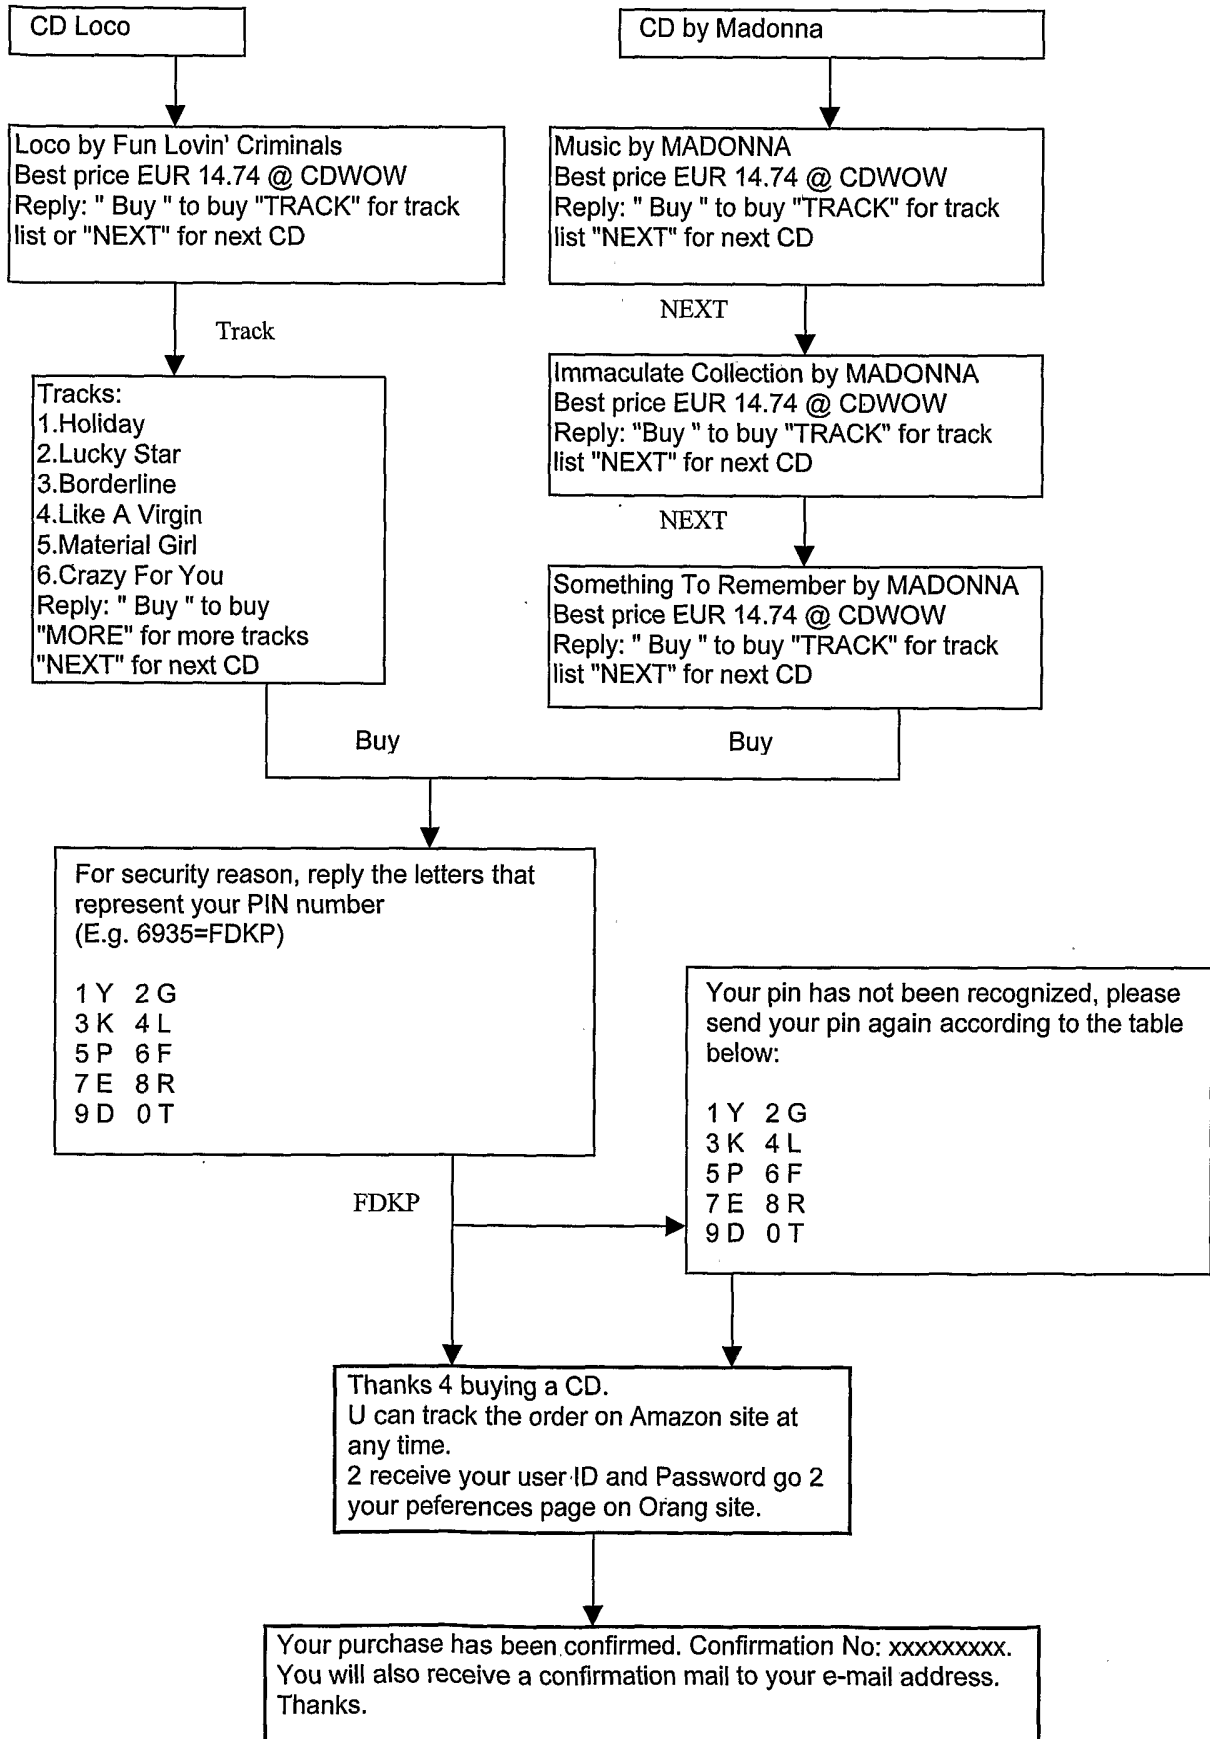 CD Loco
CD by Madonna
Loco by Fun Lovin' Criminals
Best price EUR 14.74 @ CDWOW
Reply: " Buy " to buy "TRACK" for track
list or "NEXT" for next CD
Music by MADONNA
Best price EUR 14.74 @ CDWOW
Reply: " Buy " to buy "TRACK" for track
list "NEXT" for next CD
Track
NEXT
Tracks:
1.Holiday
2.Lucky Star
3.Borderline
4.Like A Virgin
5.Material Girl
6.Crazy For You
Reply: " Buy " to buy
"MORE" for more tracks
"NEXT" for next CD
Immaculate Collection by MADONNA
Best price EUR 14.74 @ CDWOW
Reply: "Buy " to buy "TRACK" for track
list "NEXT" for next CD
NEXT
Something To Remember by MADONNA
Best price EUR 14.74 @ CDWOW
Reply: " Buy " to buy "TRACK" for track
list "NEXT" for next CD
Buy
Buy
For security reason, reply the letters that
represent your PIN number
(E.g. 6935=FDKP)
1 Y 2 G
3 K 4 L
5 P 6 F
7 E 8 R
9 D 0 T
Your pin has not been recognized, please
send your pin again according to the table
below:
1 Y 2 G
3 K 4 L
5 P 6 F
7 E 8 R
9 D 0 T
FDKP
Thanks 4 buying a CD.
U can track the order on Amazon site at
any time.
2 receive your user ID and Password go 2
your peferences page on Orang site.
Your purchase has been confirmed. Confirmation No: xxxxxxxxx.
You will also receive a confirmation mail to your e-mail address.
Thanks.